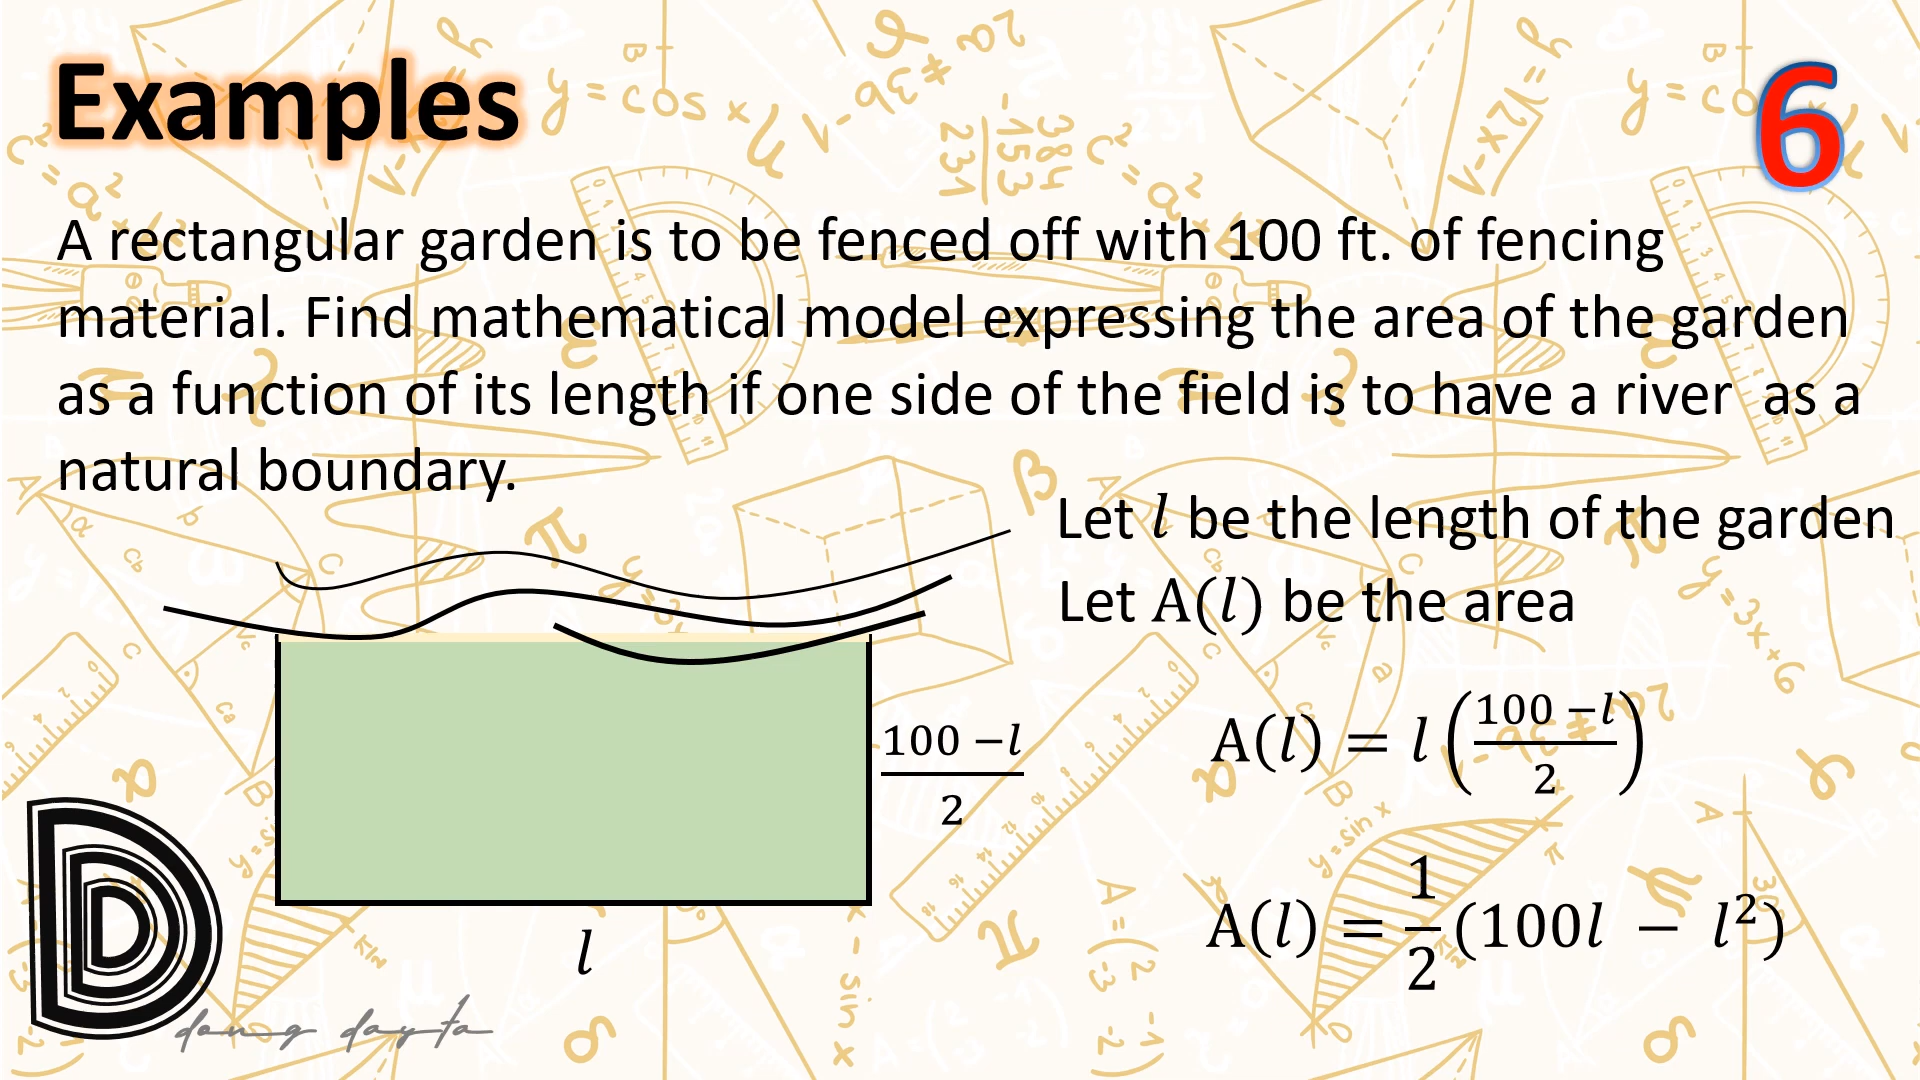 Examples
6
A rectangular garden is to be fenced off with 100 ft. of fencing
material. Find mathematical model expressing the area of the garden
as a function of its length if one side of the field is to have a river as a
natural boundary.
Let l be the length of the garden
Let A(l) be the area
100 − l
2
l
A(l) = l (100 − l / 2)
A(l) = 1/2 (100l − l²)
dong dayta